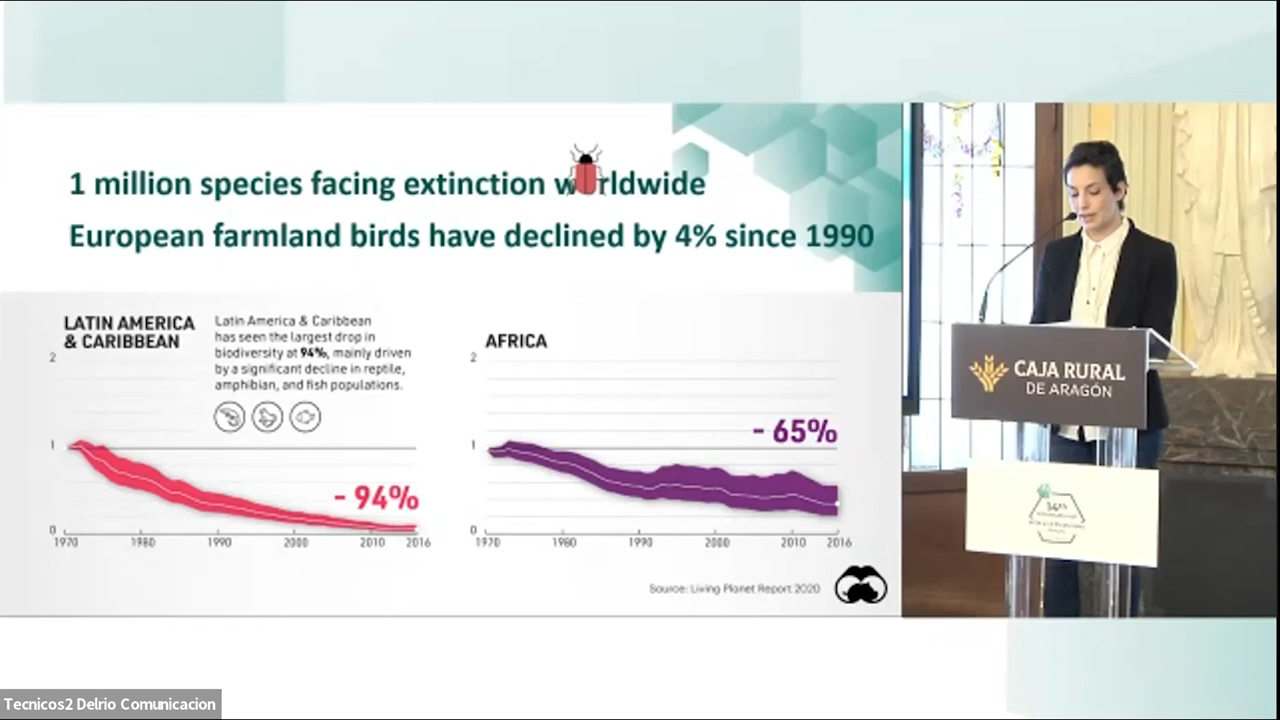 1 million species facing extinction w rldwide
European farmland birds have declined by 4% since 1990
LATIN AMERICA
& CARIBBEAN
Latin America & Caribbean
has seen the largest drop in
biodiversity at 94%, mainly driven
by a significant decline in reptile,
amphibian, and fish populations.
2
1
0
- 94%
1970 1980 1990 2000 2010 2016
AFRICA
2
1
0
- 65%
1970 1980 1990 2000 2010 2016
Source: Living Planet Report 2020
CAJA RURAL
DE ARAGÓN
Tecnicos2 Delrio Comunicacion